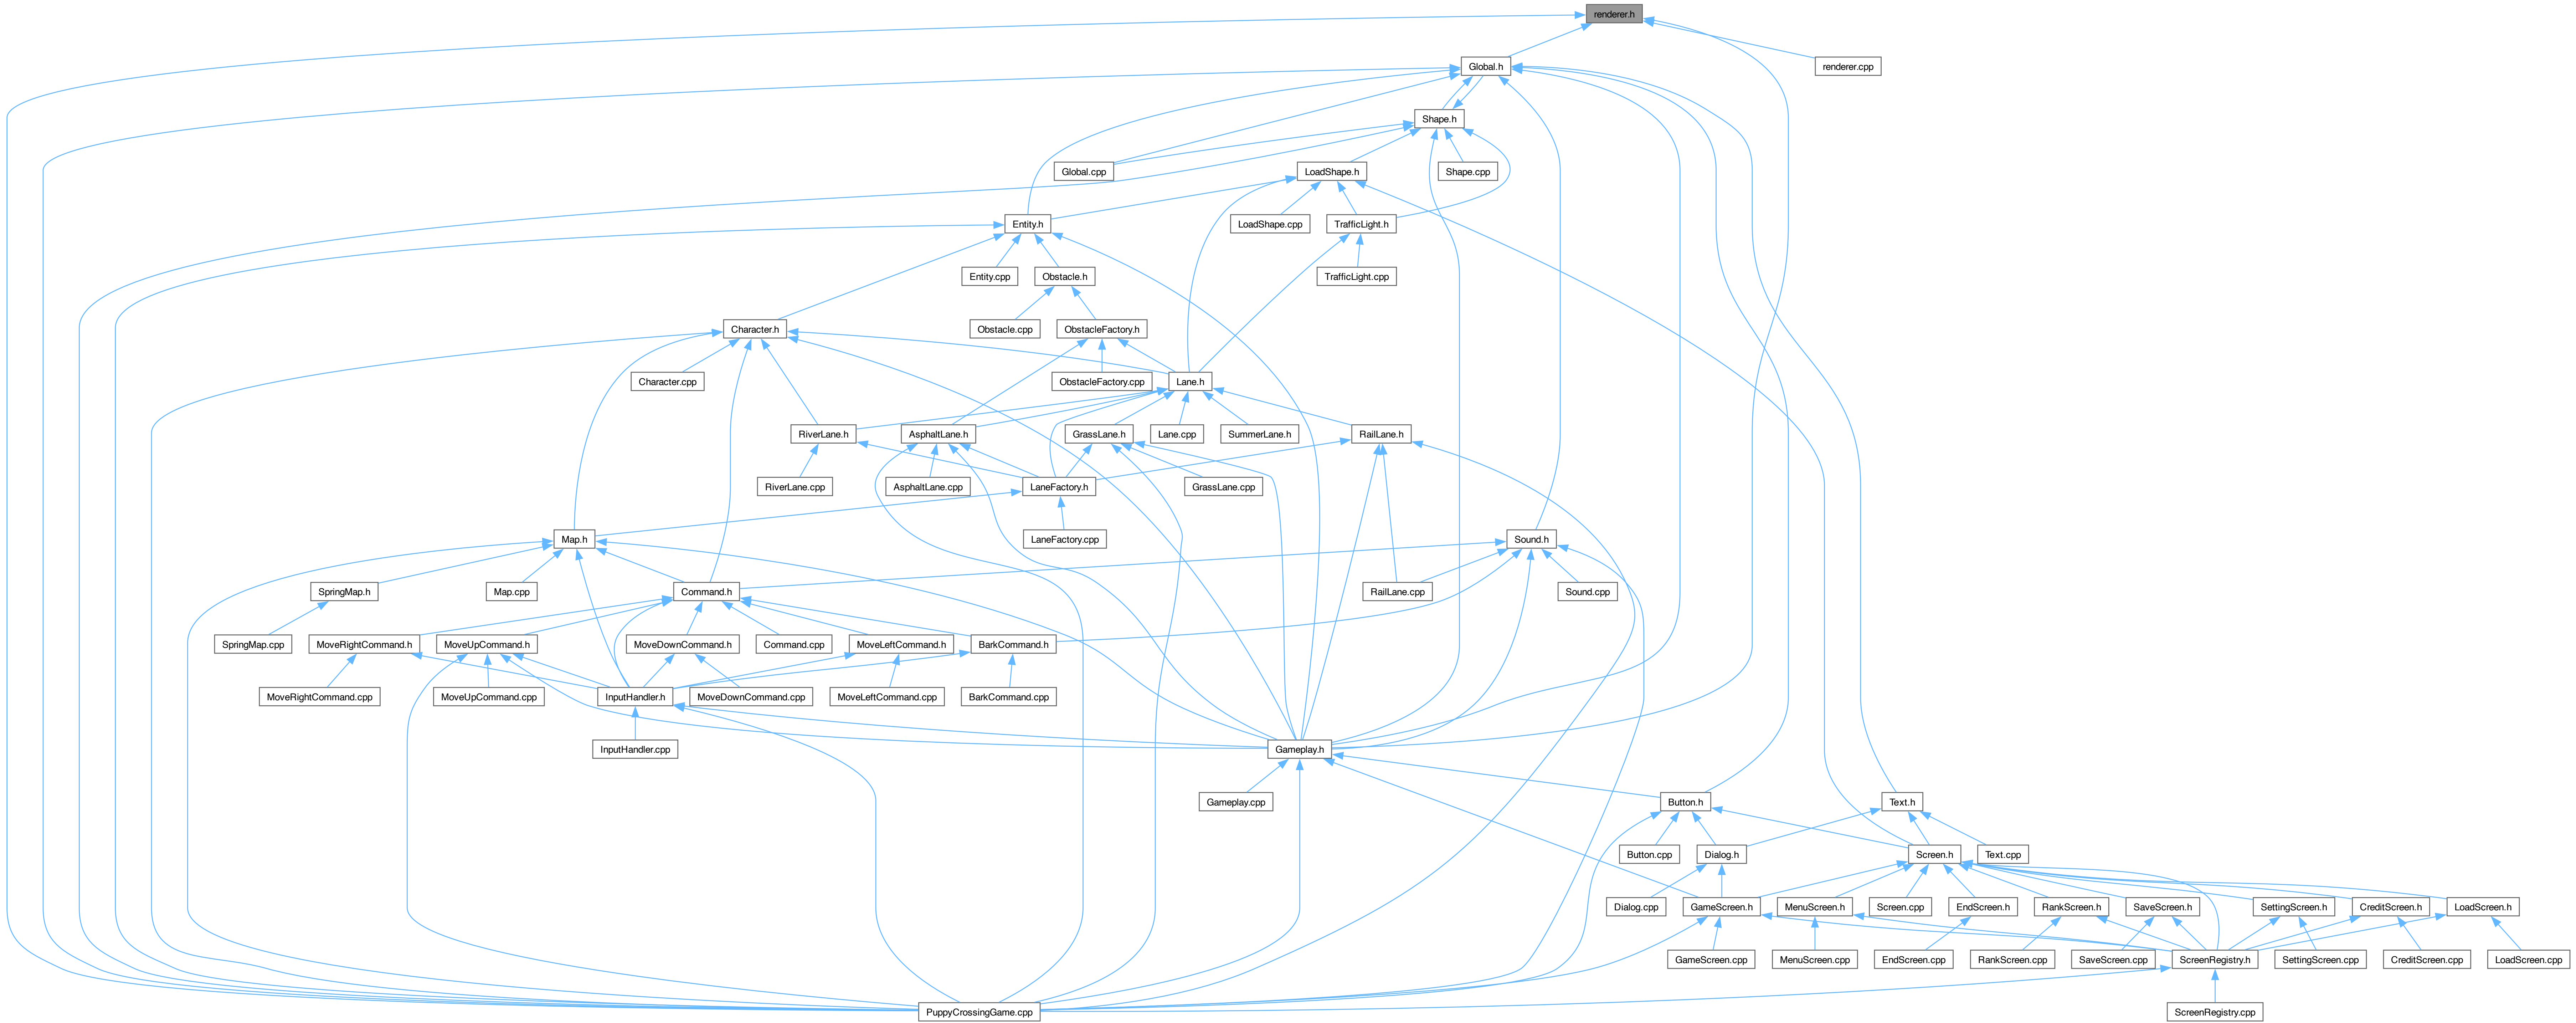 renderer.h
Global.h
renderer.cpp
Shape.h
Global.cpp
LoadShape.h
Shape.cpp
Entity.h
LoadShape.cpp
TrafficLight.h
Entity.cpp
Obstacle.h
TrafficLight.cpp
Character.h
Obstacle.cpp
ObstacleFactory.h
Character.cpp
ObstacleFactory.cpp
Lane.h
RiverLane.h
AsphaltLane.h
GrassLane.h
Lane.cpp
SummerLane.h
RailLane.h
RiverLane.cpp
AsphaltLane.cpp
LaneFactory.h
GrassLane.cpp
Map.h
LaneFactory.cpp
Sound.h
SpringMap.h
Map.cpp
Command.h
RailLane.cpp
Sound.cpp
SpringMap.cpp
MoveRightCommand.h
MoveUpCommand.h
MoveDownCommand.h
Command.cpp
MoveLeftCommand.h
BarkCommand.h
MoveRightCommand.cpp
MoveUpCommand.cpp
InputHandler.h
MoveDownCommand.cpp
MoveLeftCommand.cpp
BarkCommand.cpp
InputHandler.cpp
Gameplay.h
Gameplay.cpp
Button.h
Text.h
Button.cpp
Dialog.h
Screen.h
Text.cpp
Dialog.cpp
GameScreen.h
MenuScreen.h
Screen.cpp
EndScreen.h
RankScreen.h
SaveScreen.h
SettingScreen.h
CreditScreen.h
LoadScreen.h
GameScreen.cpp
MenuScreen.cpp
EndScreen.cpp
RankScreen.cpp
SaveScreen.cpp
ScreenRegistry.h
SettingScreen.cpp
CreditScreen.cpp
LoadScreen.cpp
PuppyCrossingGame.cpp
ScreenRegistry.cpp